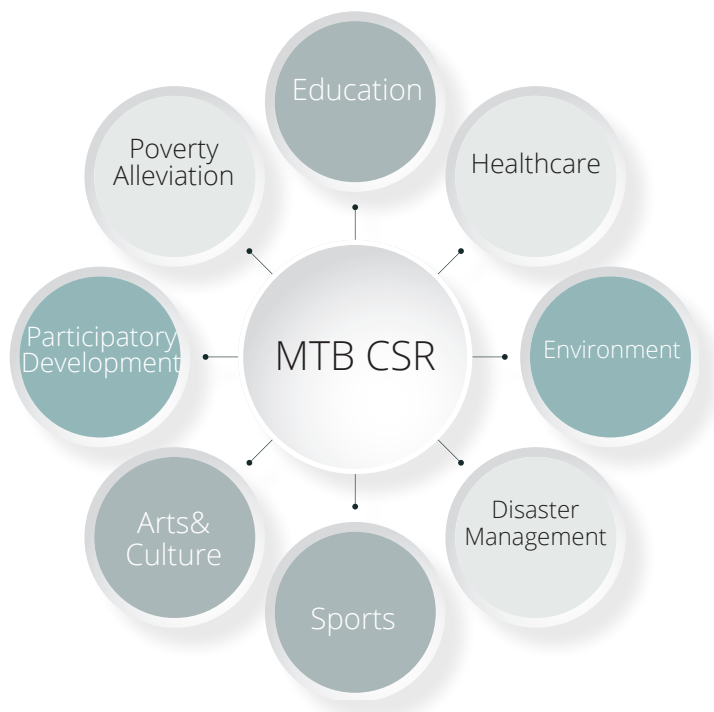 Education
Poverty
Alleviation
Healthcare
Participatory
Development
MTB CSR
Environment
Arts&
Culture
Disaster
Management
Sports